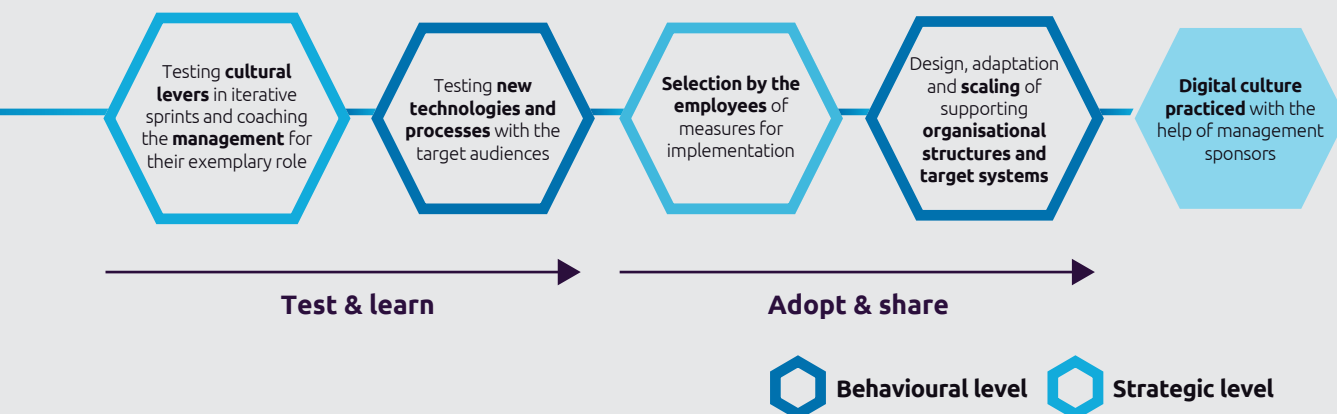 Testing cultural
levers in iterative
sprints and coaching
the management for
their exemplary role
Testing new
technologies and
processes with the
target audiences
Selection by the
employees of
measures for
implementation
Design, adaptation
and scaling of
supporting
organisational
structures and
target systems
Digital culture
practiced with the
help of management
sponsors
Test & learn
Adopt & share
Behavioural level
Strategic level